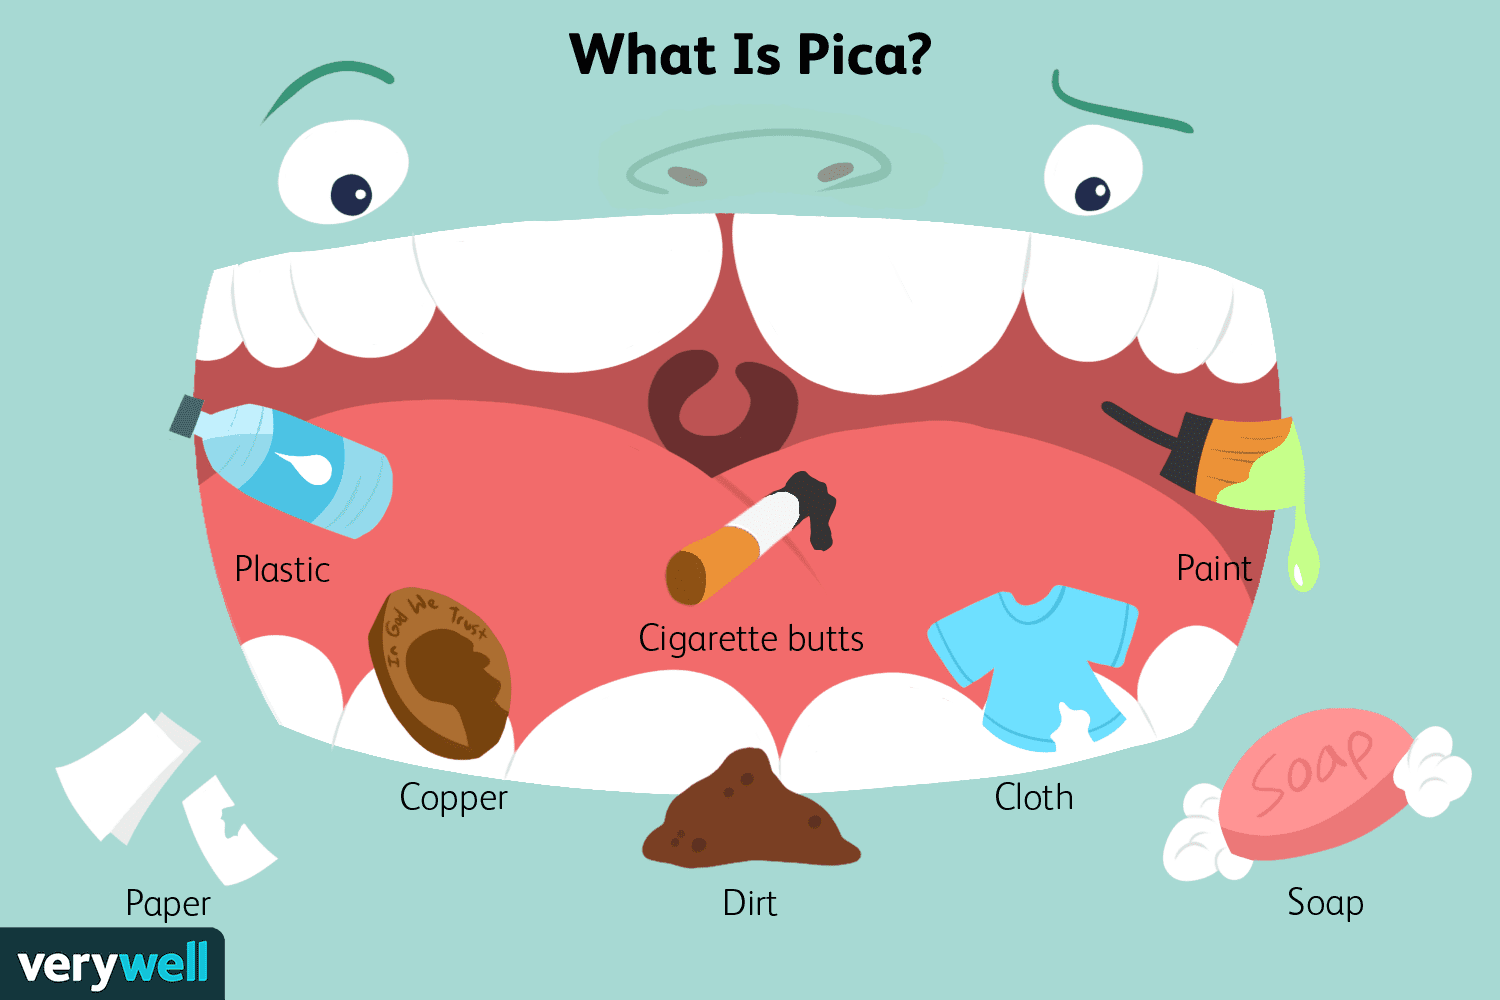 What Is Pica?
Plastic
Paint
In God We Trust
Cigarette butts
Soap
Copper
Cloth
Paper
Dirt
Soap
verywell